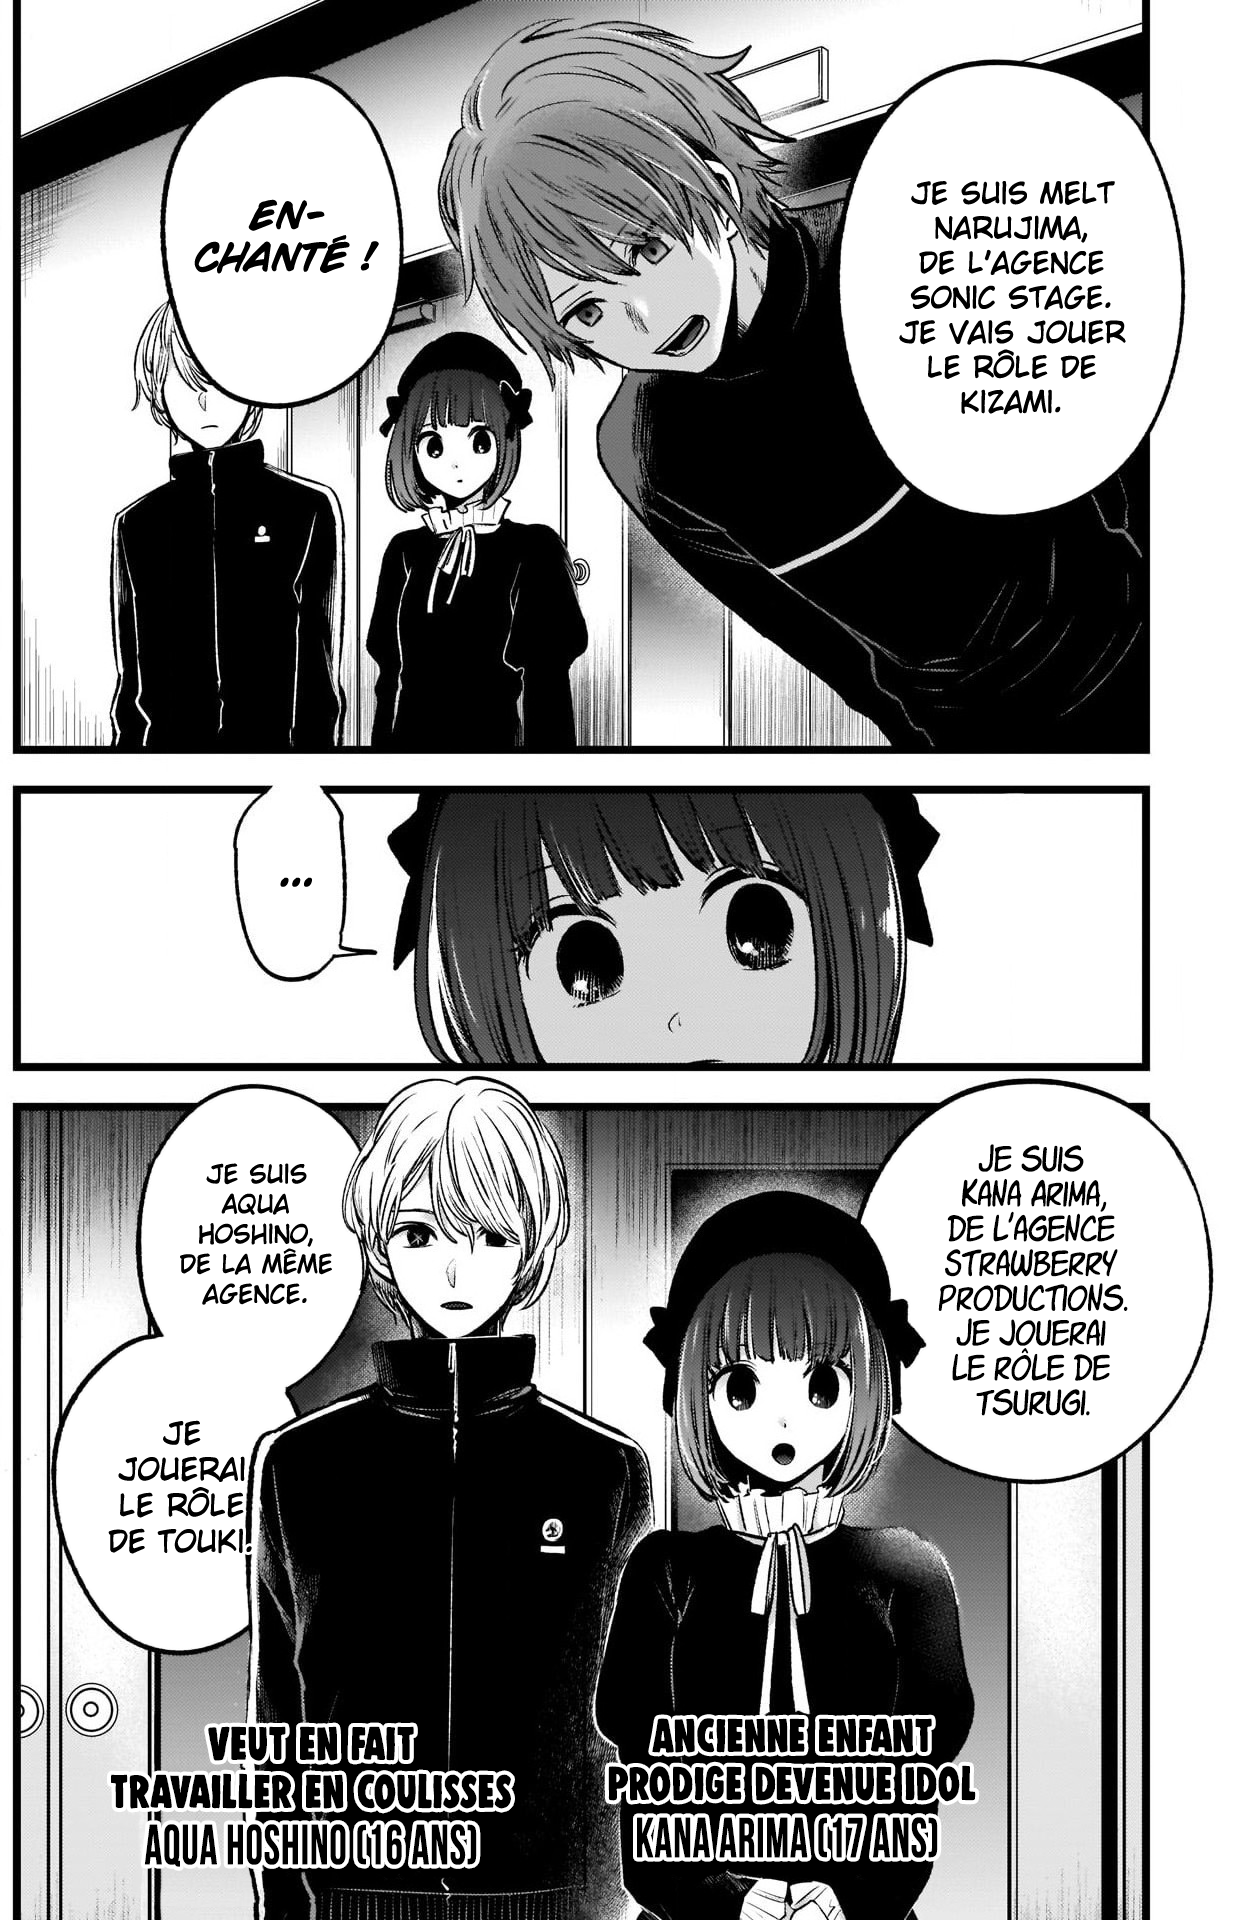 JE SUIS MELT
NARUJIMA,
DE L'AGENCE
SONIC STAGE.
JE VAIS JOUER
LE RÔLE DE
KIZAMI.
EN-
CHANTÉ !
...
JE SUIS
KANA ARIMA,
DE L'AGENCE
STRAWBERRY
PRODUCTIONS.
JE JOUERAI
LE RÔLE DE
TSURUGI.
JE SUIS
AQUA
HOSHINO,
DE LA MÊME
AGENCE.
JE
JOUERAI
LE RÔLE
DE TOUKI.
ANCIENNE ENFANT
PRODIGE DEVENUE IDOL
KANA ARIMA (17 ANS)
VEUT EN FAIT
TRAVAILLER EN COULISSES
AQUA HOSHINO (16 ANS)